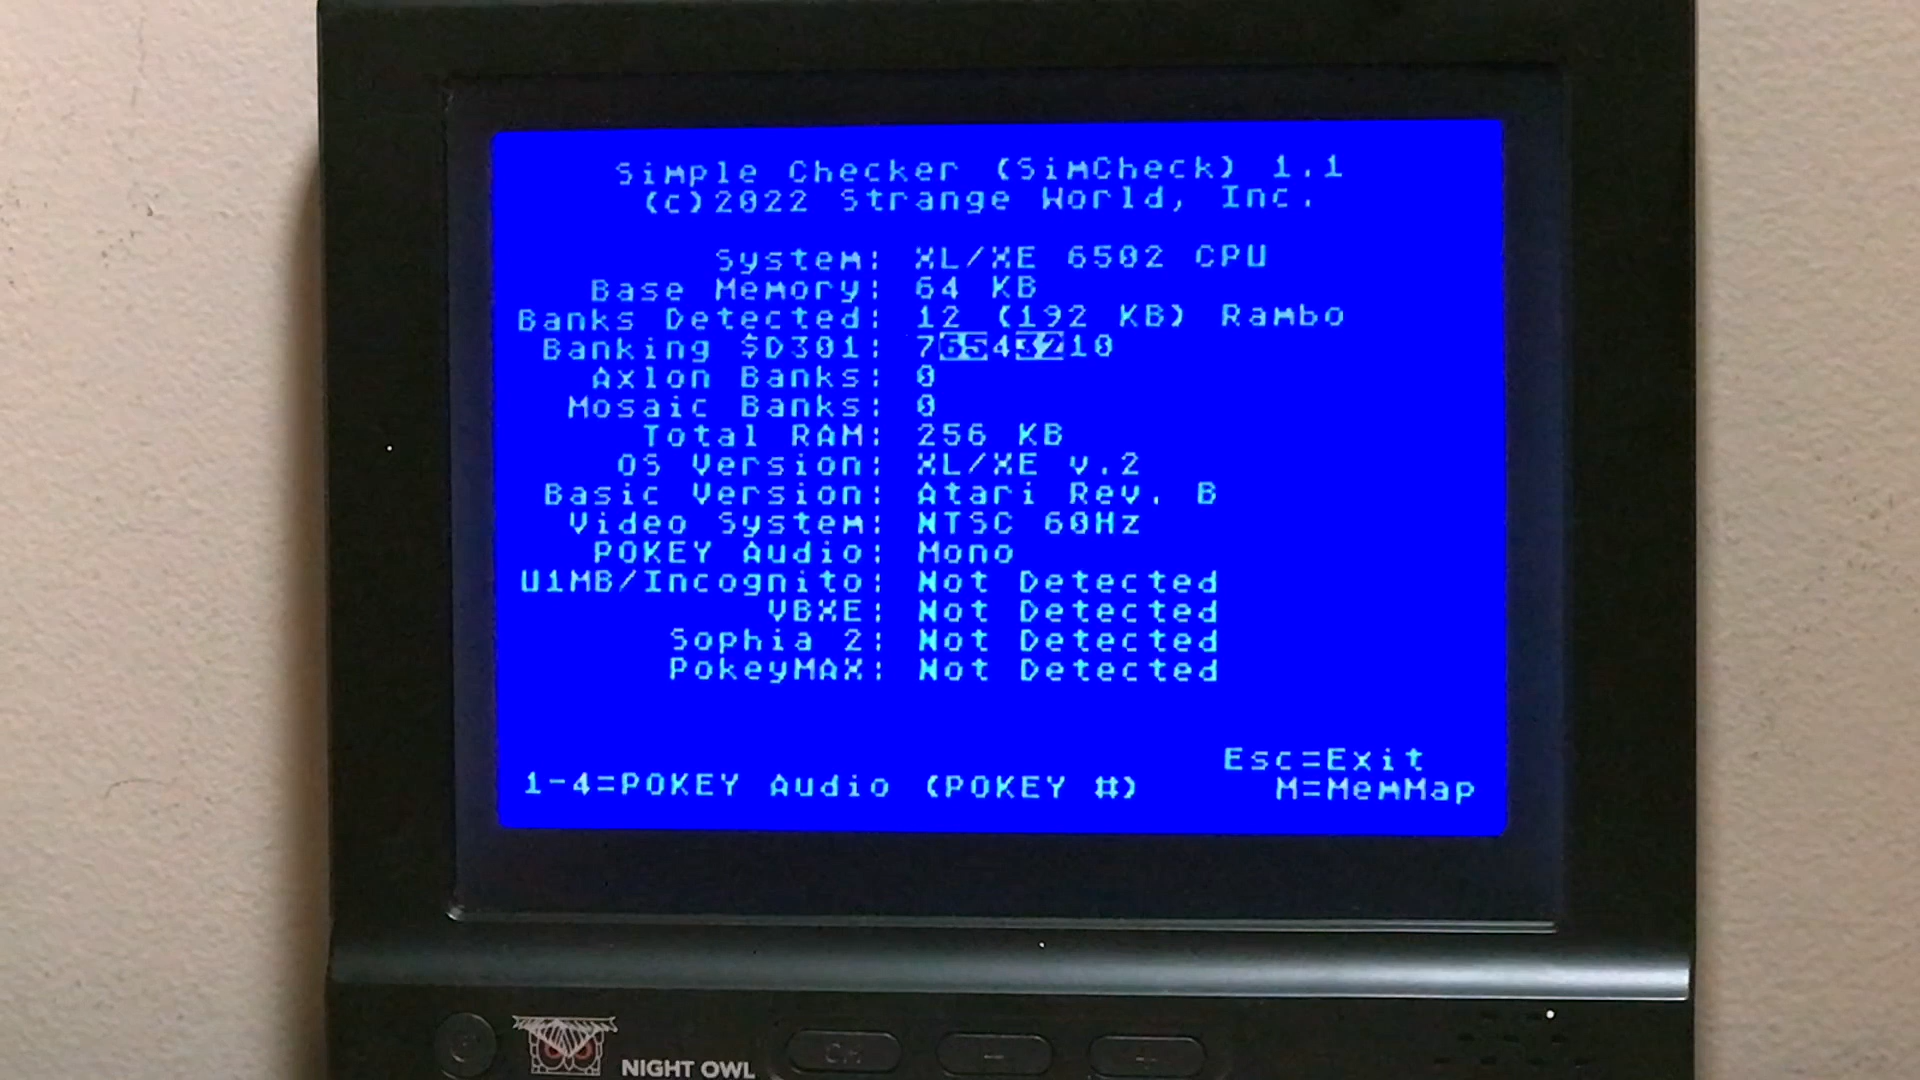 Simple Checker (SimCheck) 1.1
(c)2022 Strange World, Inc.
System: XL/XE 6502 CPU
Base Memory: 64 KB
Banks Detected: 12 (192 KB) Rambo
Banking $D301: 76543210
Axlon Banks: 0
Mosaic Banks: 0
Total RAM: 256 KB
OS Version: XL/XE v.2
Basic Version: Atari Rev. B
Video System: NTSC 60Hz
POKEY Audio: Mono
U1MB/Incognito: Not Detected
VBXE: Not Detected
Sophia 2: Not Detected
PokeyMAX: Not Detected
Esc=Exit
1-4=POKEY Audio (POKEY #) M=MemMap
NIGHT OWL
CH - +